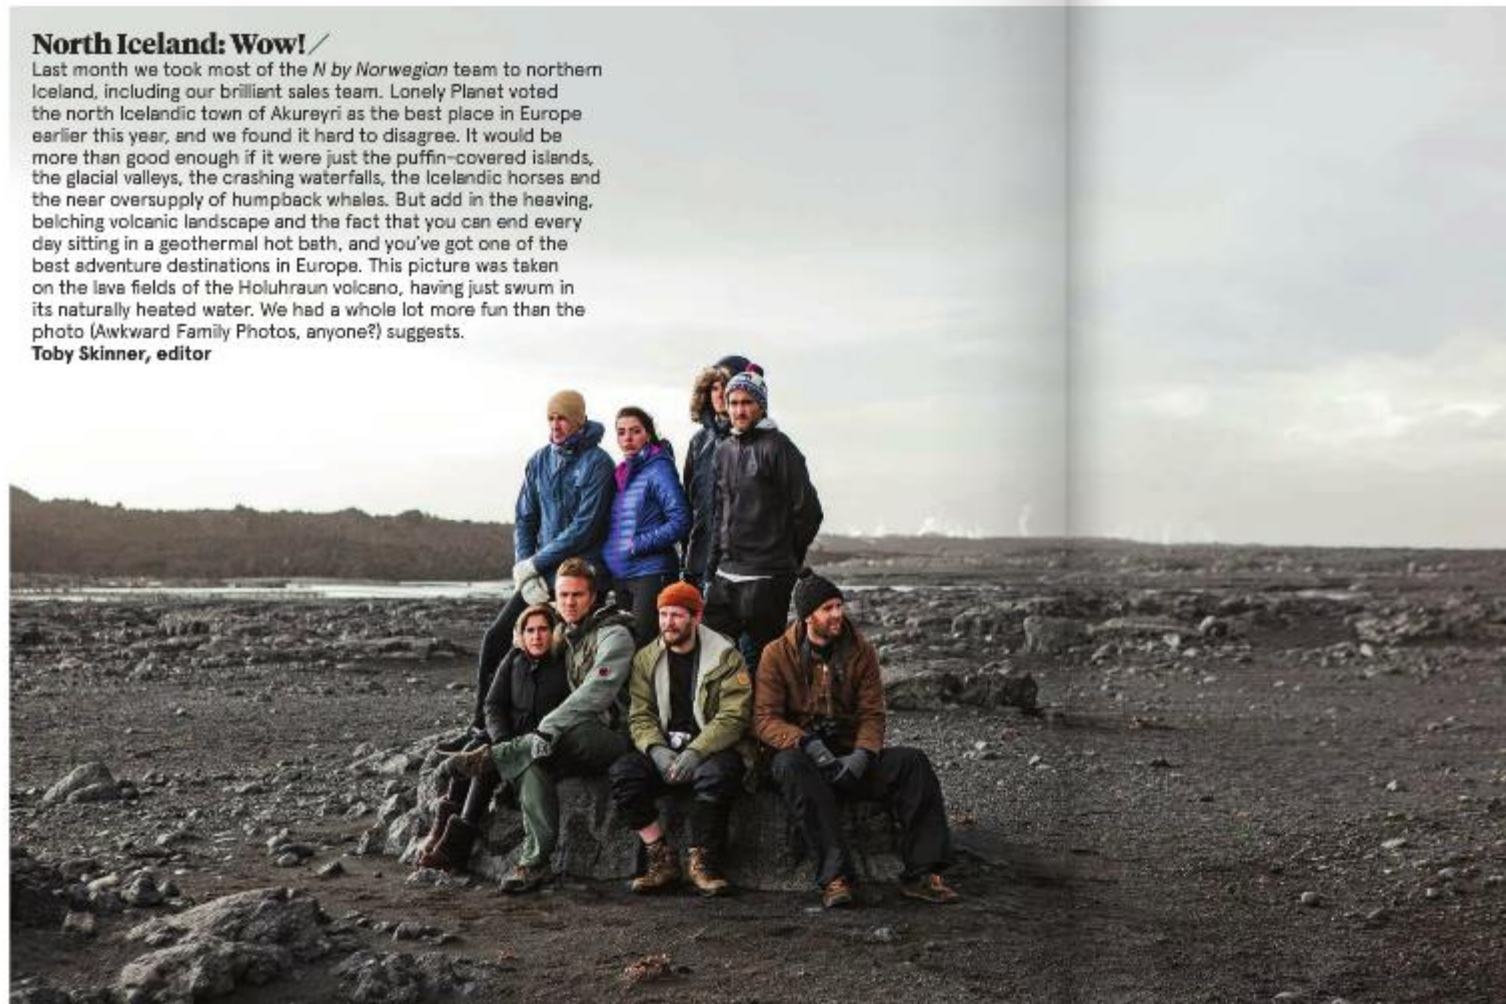 North Iceland: Wow! /
Last month we took most of the N by Norwegian team to northern
Iceland, including our brilliant sales team. Lonely Planet voted
the north Icelandic town of Akureyri as the best place in Europe
earlier this year, and we found it hard to disagree. It would be
more than good enough if it were just the puffin-covered islands,
the glacial valleys, the crashing waterfalls, the Icelandic horses and
the near oversupply of humpback whales. But add in the heaving,
belching volcanic landscape and the fact that you can end every
day sitting in a geothermal hot bath, and you've got one of the
best adventure destinations in Europe. This picture was taken
on the lava fields of the Holuhraun volcano, having just swum in
its naturally heated water. We had a whole lot more fun than the
photo (Awkward Family Photos, anyone?) suggests.
Toby Skinner, editor